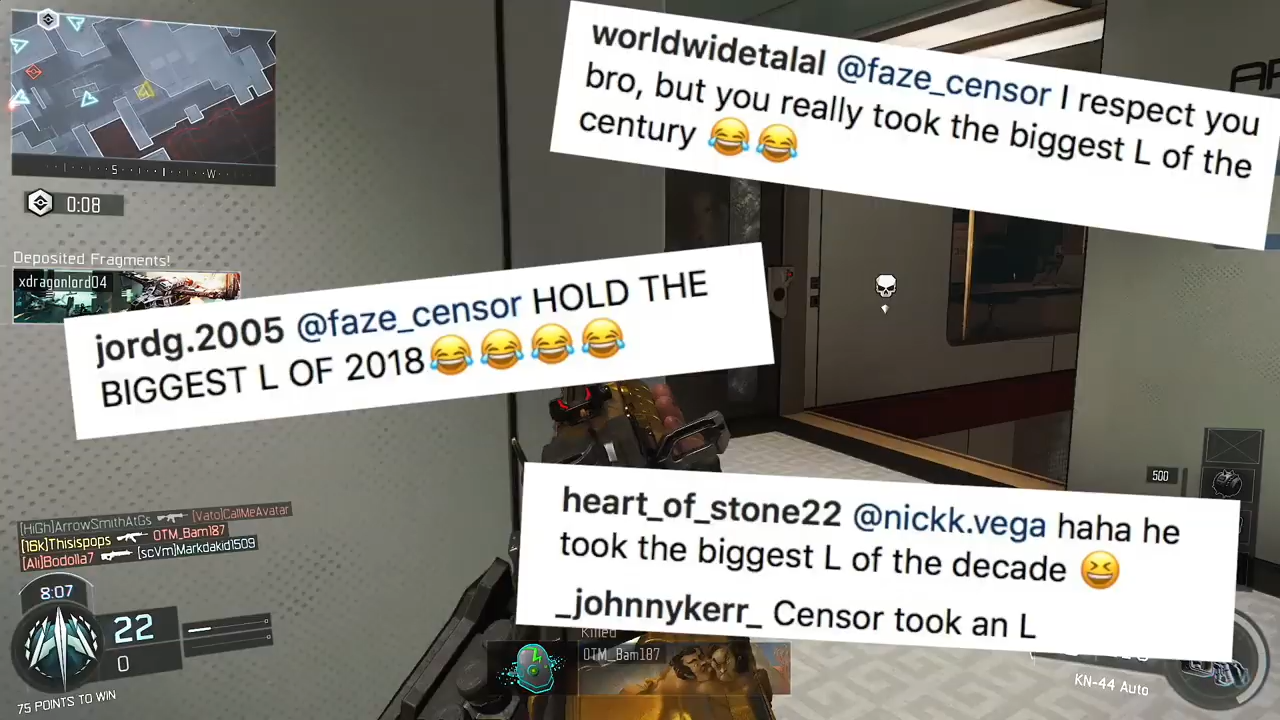 worldwidetalal @faze_censor I respect you
bro, but you really took the biggest L of the
century 😂😂
S
W
0:08
Deposited Fragments!
xdragonlord04
jordg.2005 @faze_censor HOLD THE
BIGGEST L OF 2018😂😂😂😂
500
heart_of_stone22 @nickk.vega haha he
took the biggest L of the decade 😆
_johnnykerr_ Censor took an L
[HiGh]ArrowSmithAtGs [Vato]CallMeAvatar
[16k]Thisispops OTM_Bam187
[Ali]Bodolla7 [scVm]Markdakid1509
8:07
22
0
75 POINTS TO WIN
Killed
OTM_Bam187
KN-44 Auto